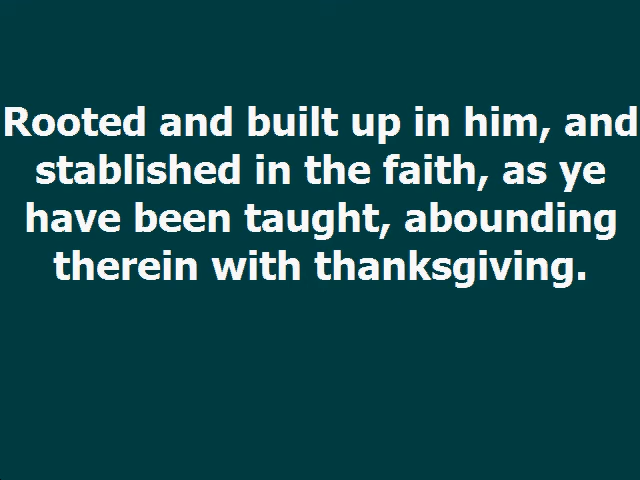 Rooted and built up in him, and
stablished in the faith, as ye
have been taught, abounding
therein with thanksgiving.